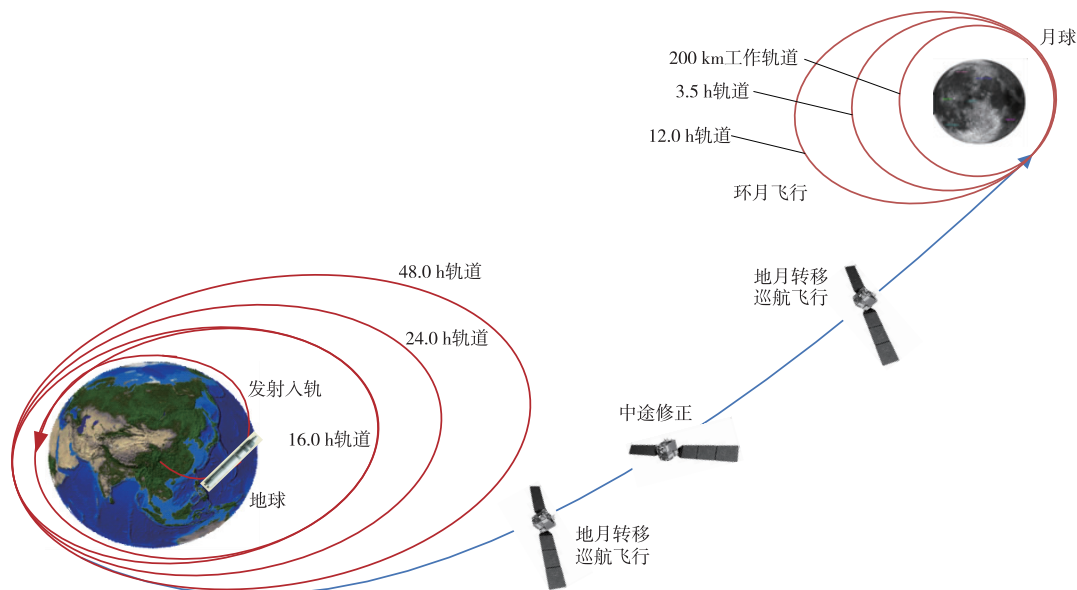 月球
200 km工作轨道
3.5 h轨道
12.0 h轨道
环月飞行
48.0 h轨道
地月转移
巡航飞行
24.0 h轨道
发射入轨
中途修正
16.0 h轨道
地球
地月转移
巡航飞行